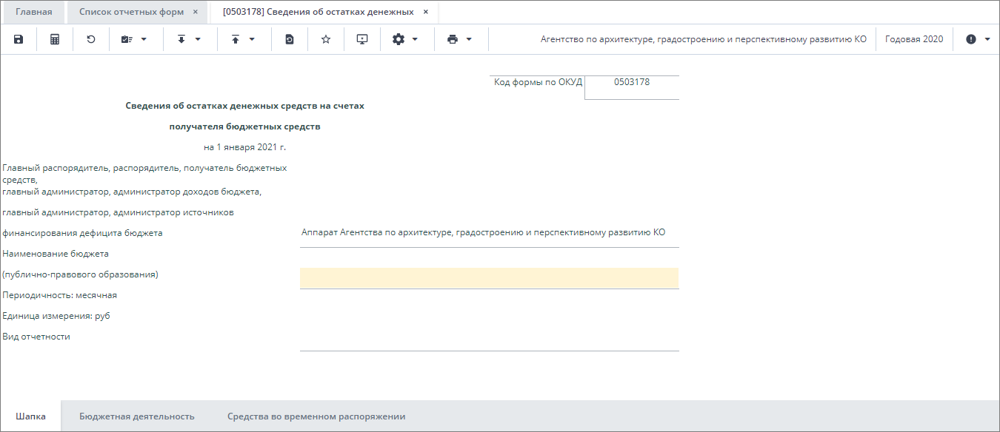 Главная
Список отчетных форм ×
[0503178] Сведения об остатках денежных ×
Агентство по архитектуре, градостроению и перспективному развитию КО
Годовая 2020
Код формы по ОКУД
0503178
Сведения об остатках денежных средств на счетах
получателя бюджетных средств
на 1 января 2021 г.
Главный распорядитель, распорядитель, получатель бюджетных
средств,
главный администратор, администратор доходов бюджета,
главный администратор, администратор источников
финансирования дефицита бюджета
Аппарат Агентства по архитектуре, градостроению и перспективному развитию КО
Наименование бюджета
(публично-правового образования)
Периодичность: месячная
Единица измерения: руб
Вид отчетности
Шапка
Бюджетная деятельность
Средства во временном распоряжении